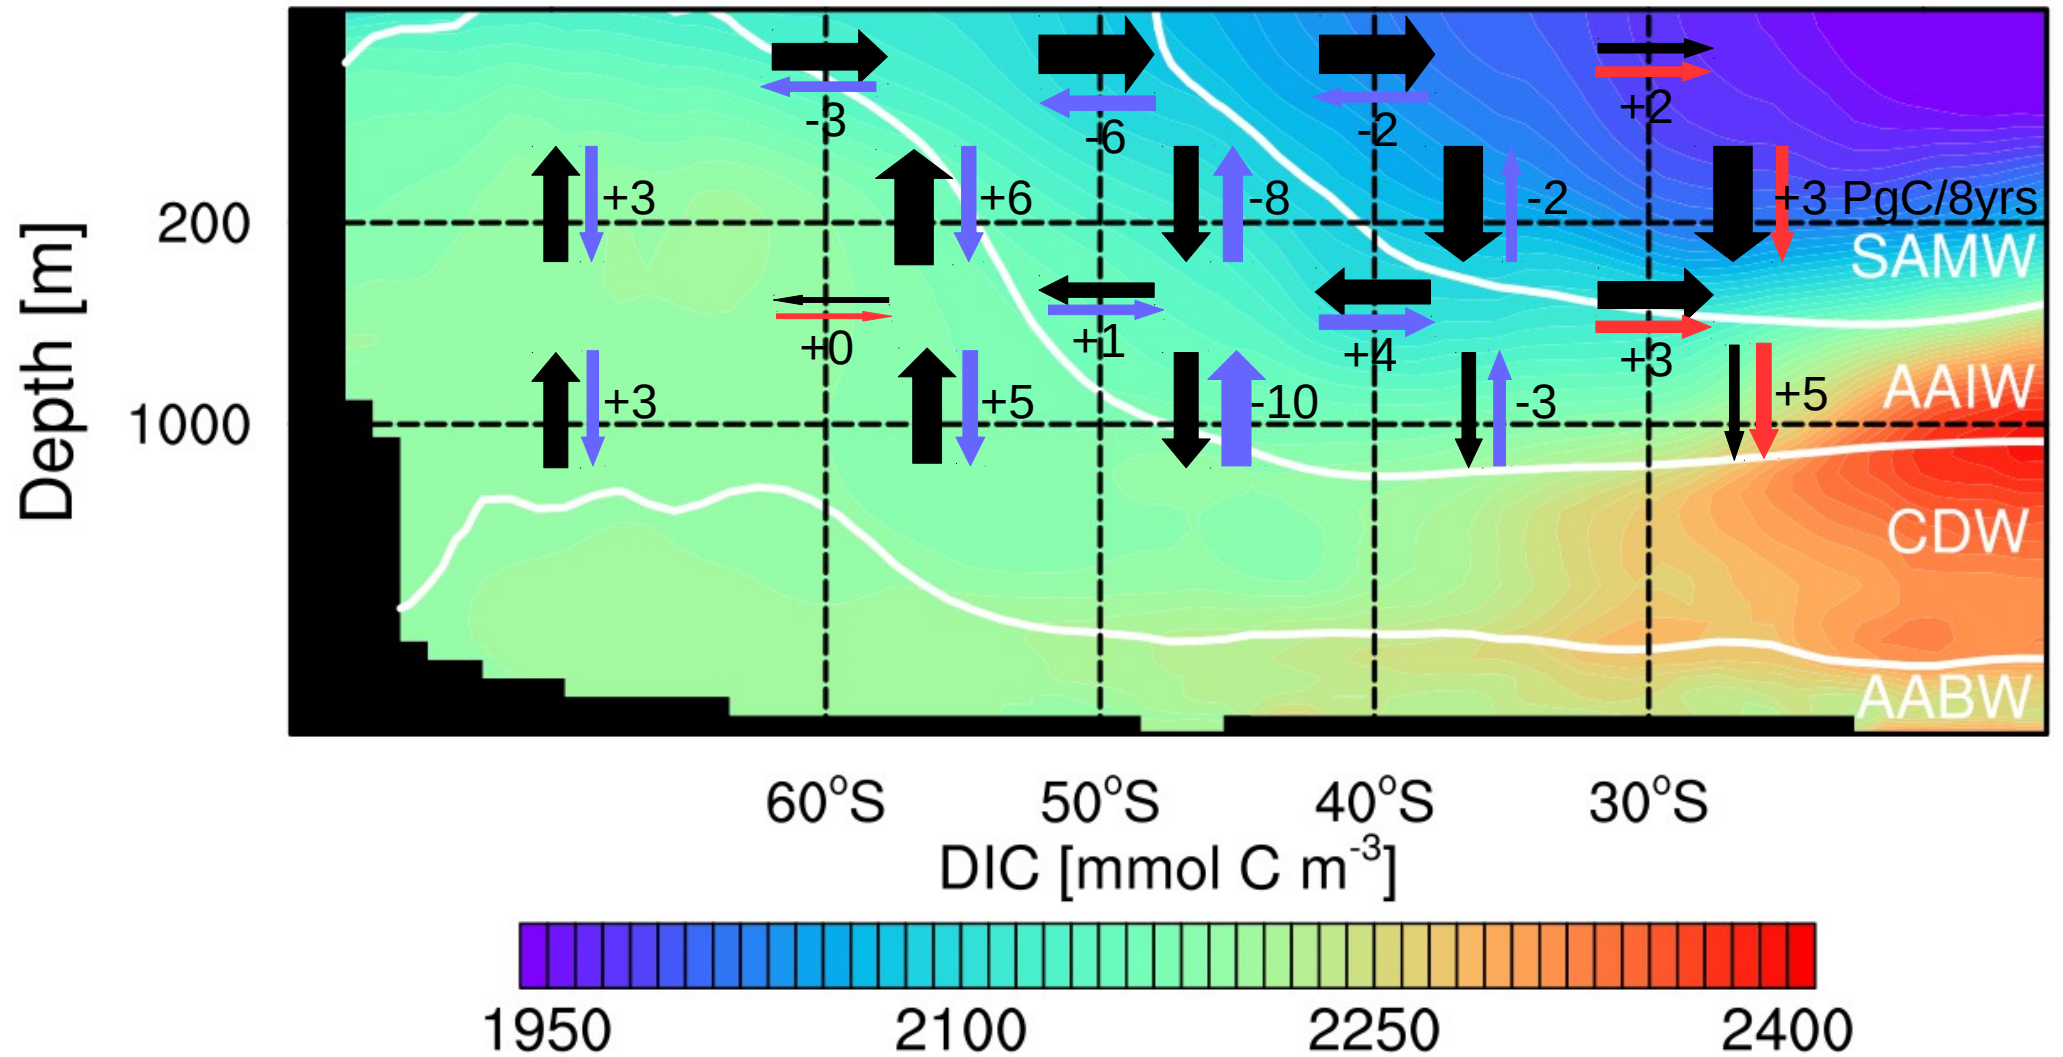 -3
-6
-2
+2
+3
+6
-8
-2
+3 PgC/8yrs
200
SAMW
Depth [m]
+0
+1
+4
+3
AAIW
+3
+5
-10
-3
+5
1000
CDW
AABW
60°S 50°S 40°S 30°S
DIC [mmol C m⁻³]
1950 2100 2250 2400